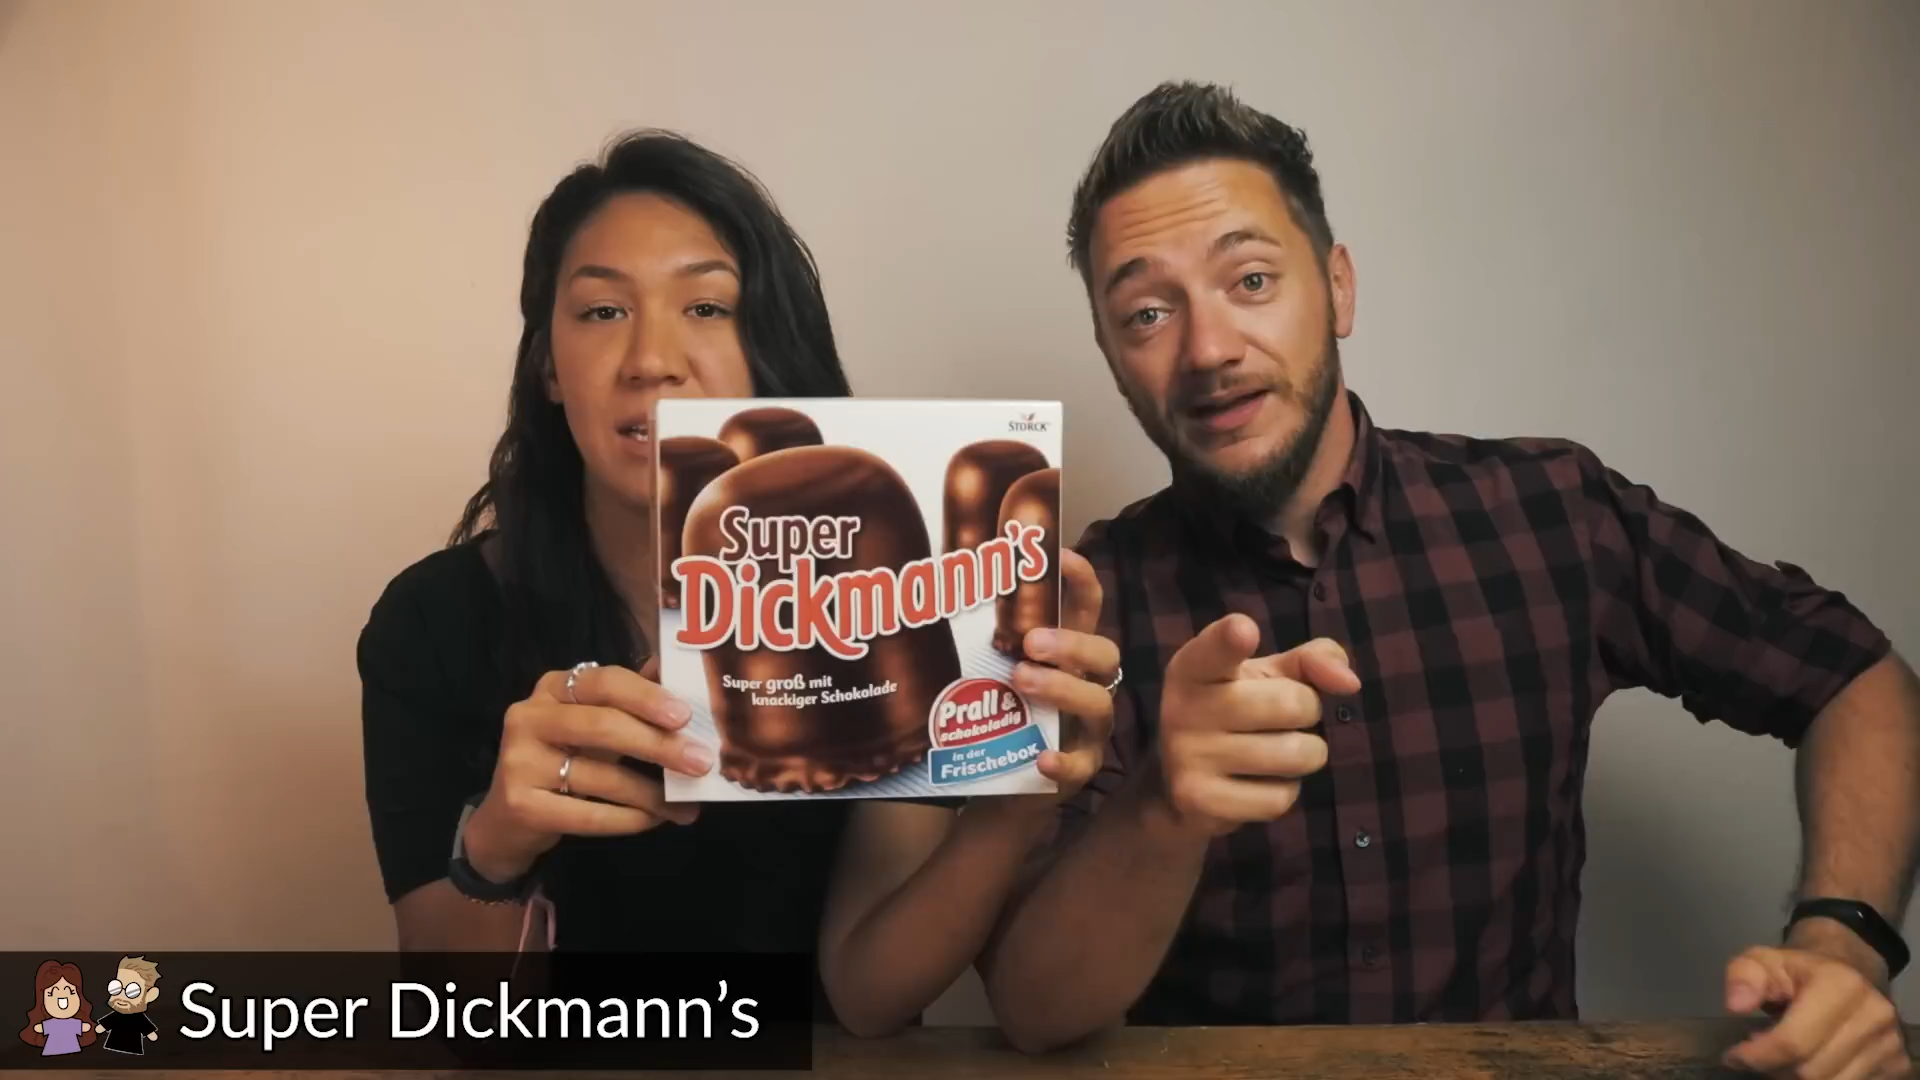 STORCK
Super
Dickmann's
Super groß mit
knackiger Schokolade
Prall &
schokoladig
in der
Frischebox
Super Dickmann’s